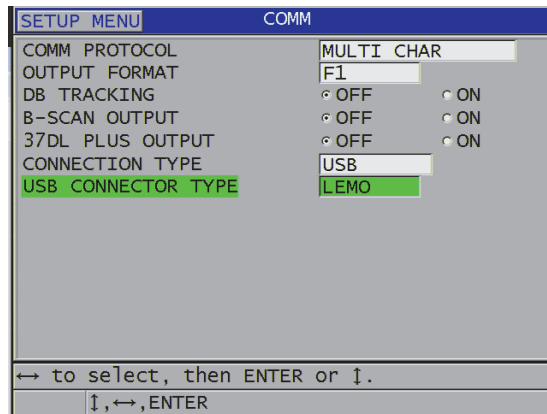 SETUP MENU COMM
COMM PROTOCOL MULTI CHAR
OUTPUT FORMAT F1
DB TRACKING OFF ON
B-SCAN OUTPUT OFF ON
37DL PLUS OUTPUT OFF ON
CONNECTION TYPE USB
USB CONNECTOR TYPE LEMO
↔ to select, then ENTER or ↕.
↕,↔,ENTER